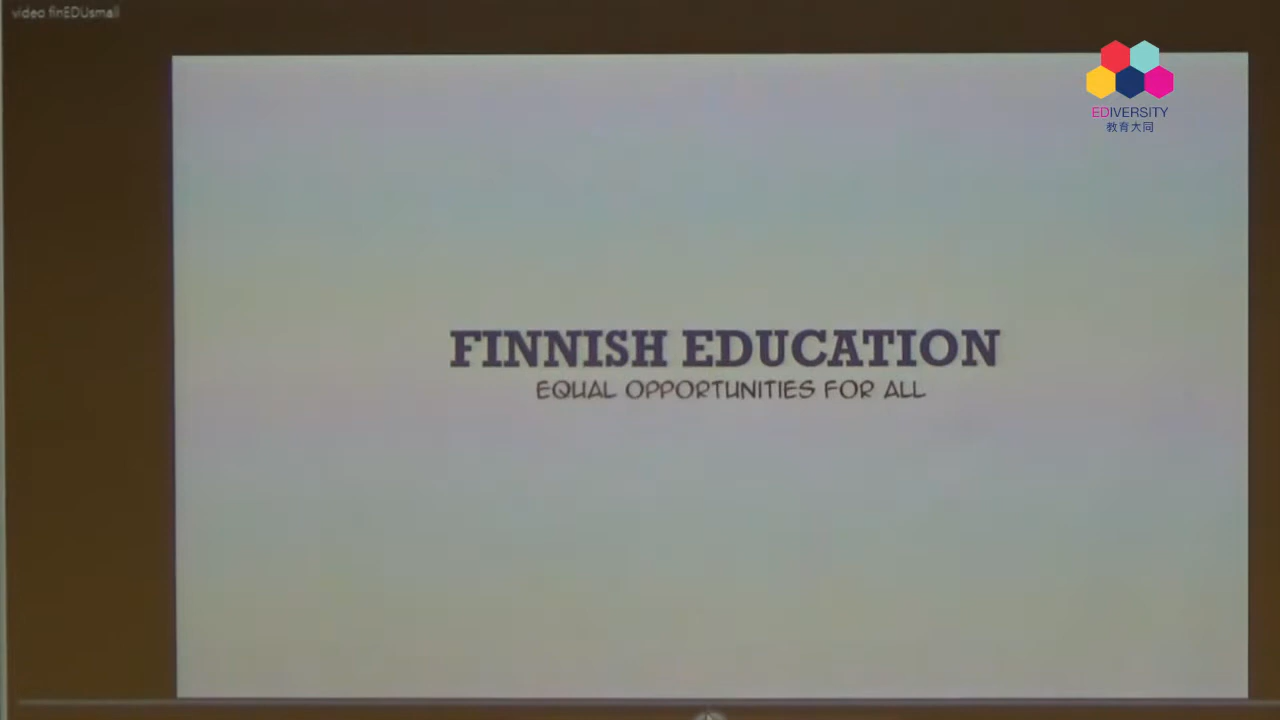 video finEDUsmall
EDIVERSITY
教育大同
FINNISH EDUCATION
EQUAL OPPORTUNITIES FOR ALL